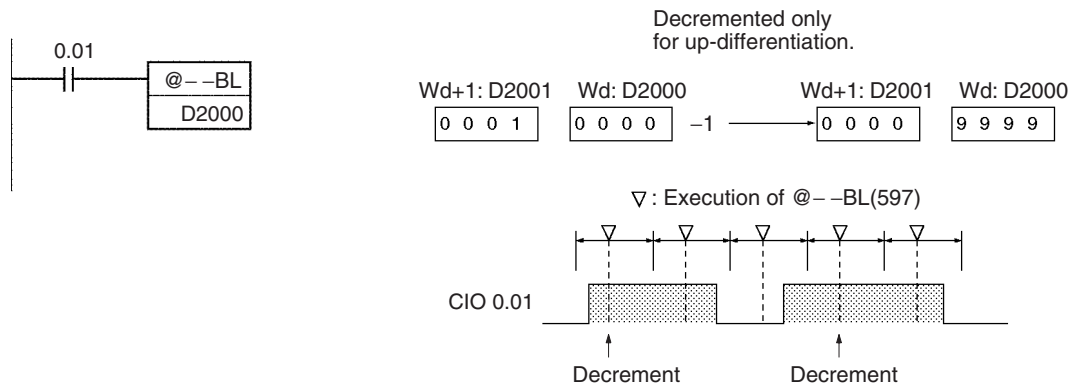 0.01
@− −BL
D2000
Decremented only
for up-differentiation.
Wd+1: D2001 Wd: D2000 Wd+1: D2001 Wd: D2000
0 0 0 1 0 0 0 0 −1 0 0 0 0 9 9 9 9
▽ : Execution of @− −BL(597)
CIO 0.01
Decrement Decrement